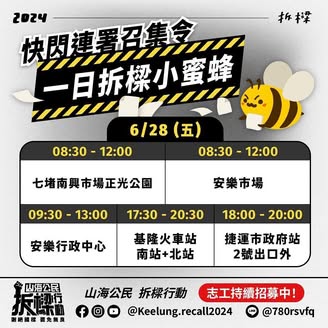 2024
拆樑
快閃連署召集令
一日拆樑小蜜蜂
6/28 (五)
08:30 - 12:00
08:30 - 12:00
七堵南興市場正光公園
安樂市場
09:30 - 13:00
17:30 - 20:30
18:00 - 20:00
安樂行政中心
基隆火車站
南站+北站
捷運市政府站
2號出口外
山海公民
拆樑行動
山海公民 拆樑行動
志工持續招募中!
@Keelung.recall2024
@780rsvfq